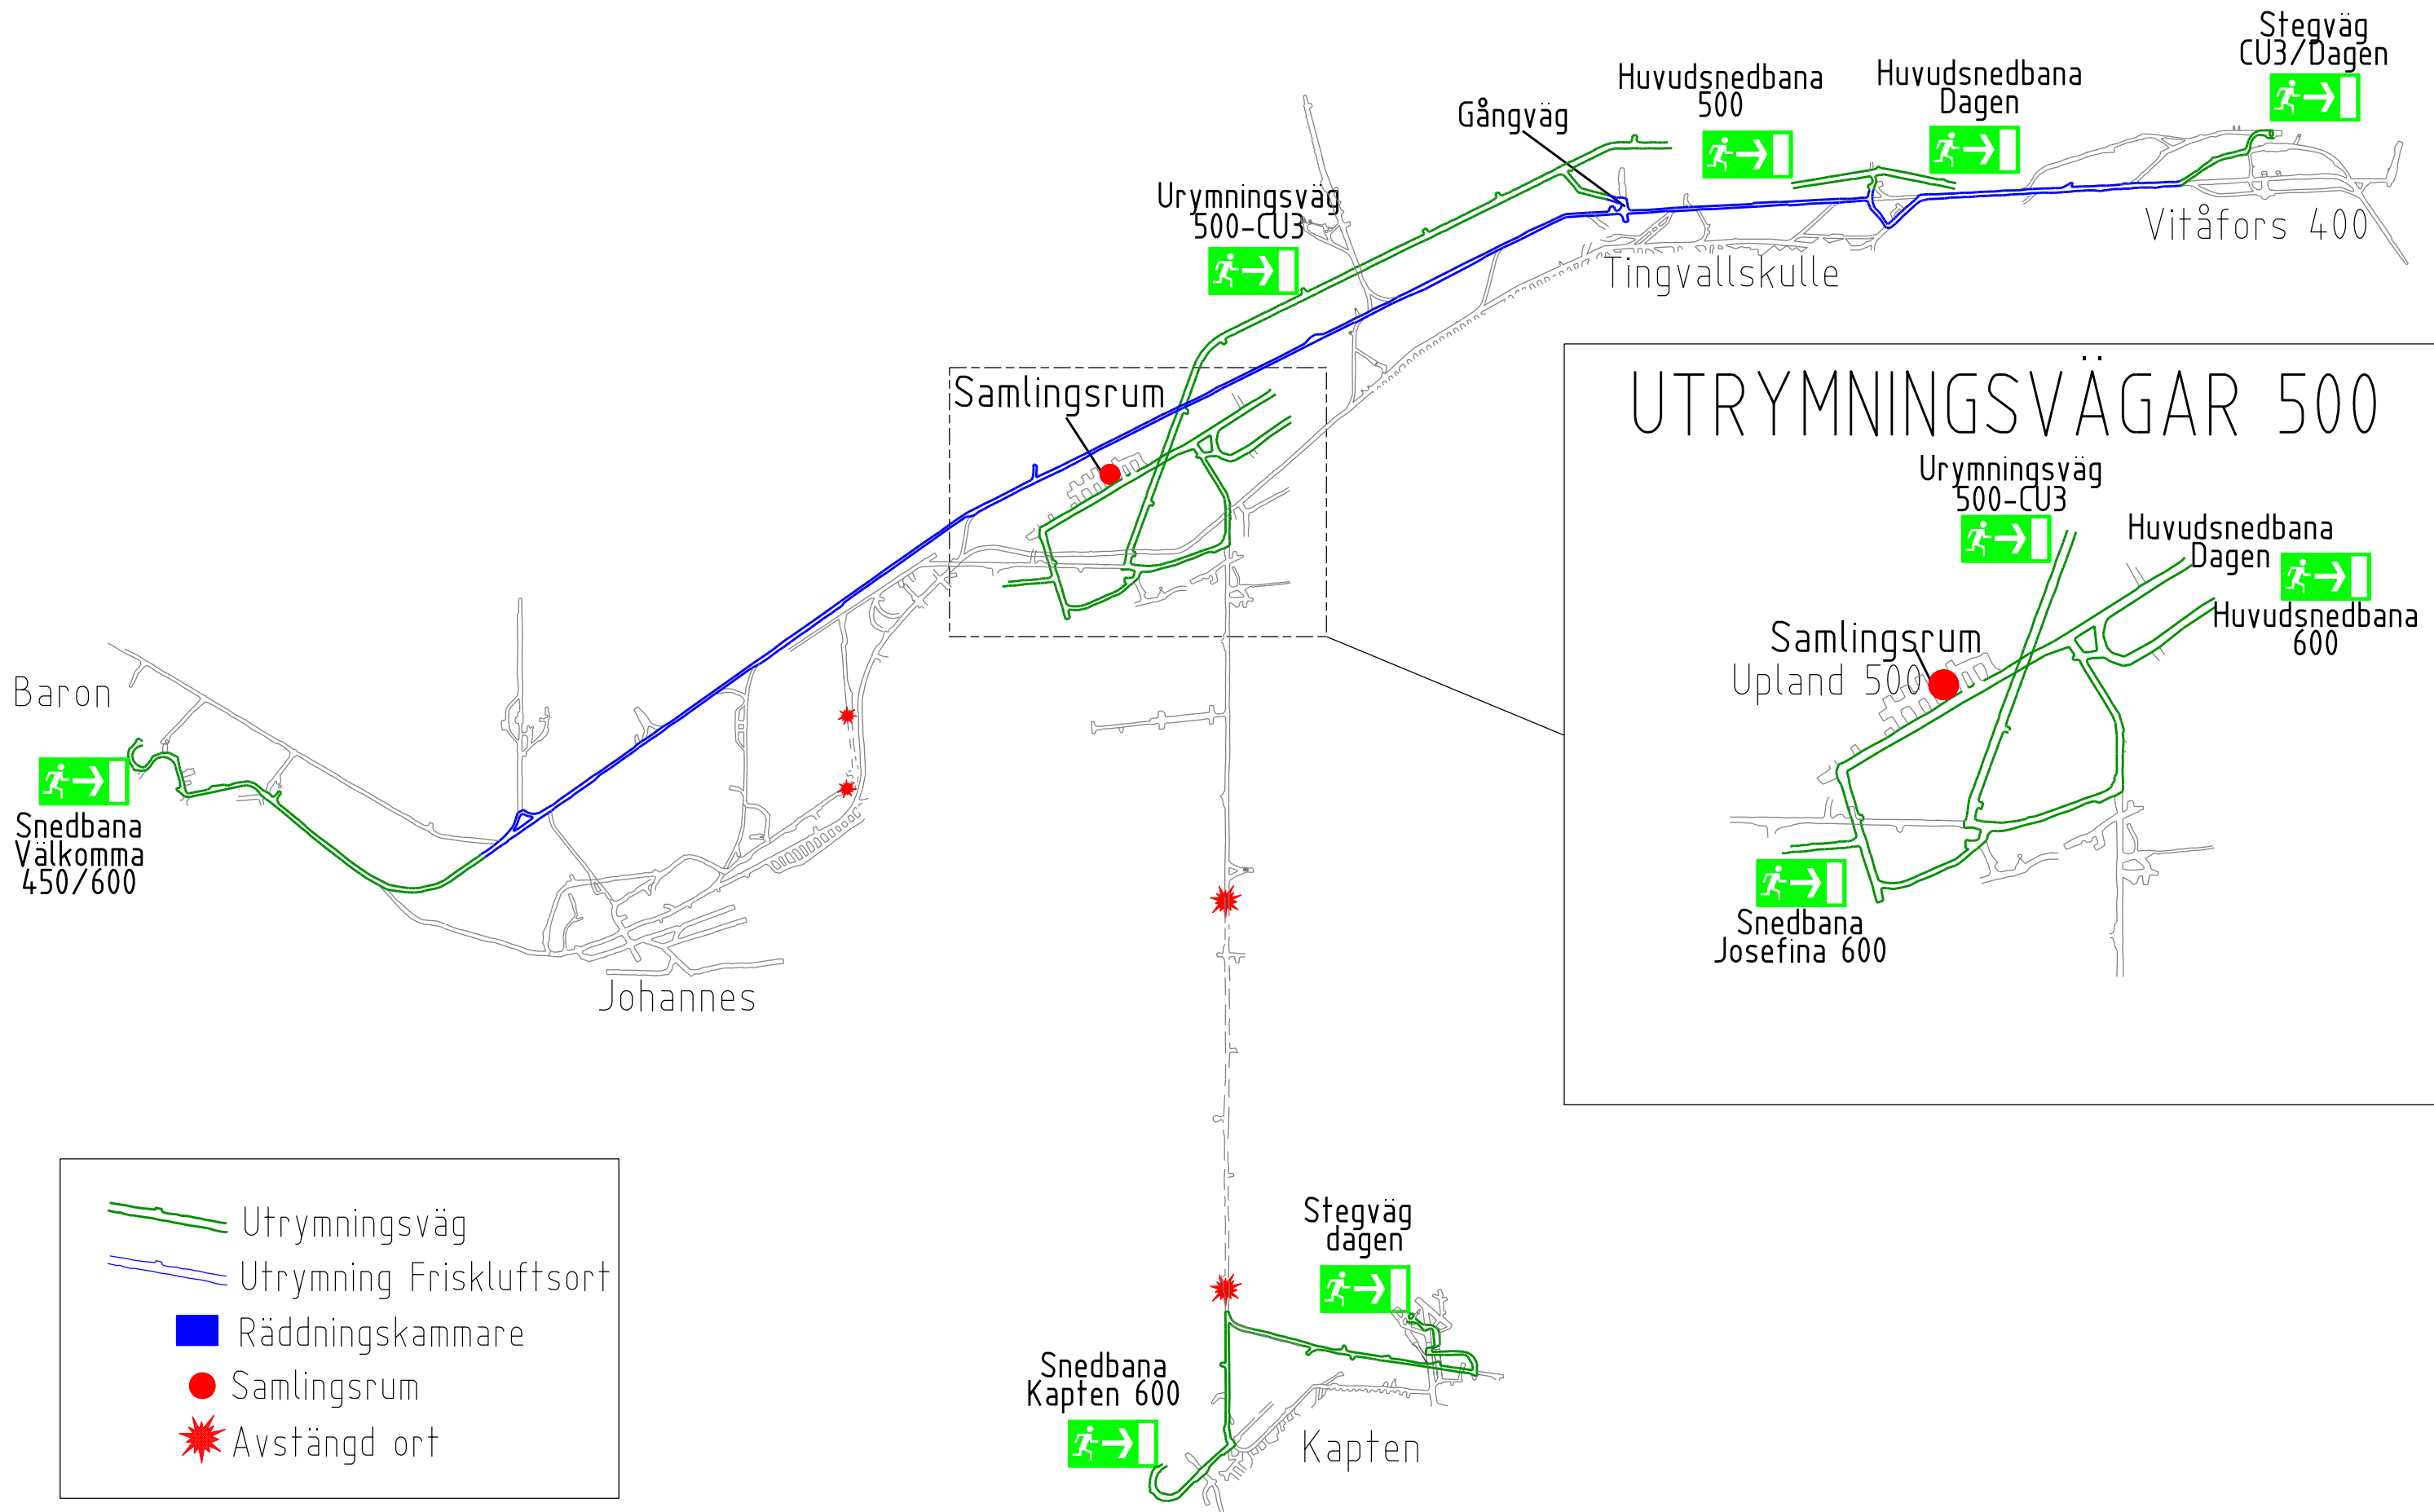 Stegväg
CU3/Dagen
Huvudsnedbana
500
Huvudsnedbana
Dagen
Gångväg
Urymningsväg
500-CU3
Vitåfors 400
Tingvallskulle
Samlingsrum
UTRYMNINGSVÄGAR 500
Urymningsväg
500-CU3
Huvudsnedbana
Dagen
Huvudsnedbana
600
Samlingsrum
Upland 500
Snedbana
Josefina 600
Baron
Snedbana
Välkomma
450/600
Johannes
Stegväg
dagen
Snedbana
Kapten 600
Kapten
Utrymningsväg
Utrymning Friskluftsort
Räddningskammare
Samlingsrum
Avstängd ort